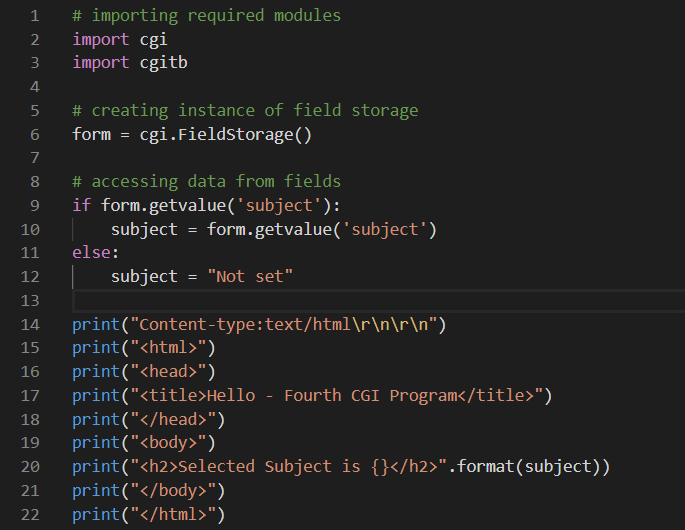 1 # importing required modules
2 import cgi
3 import cgitb
4
5 # creating instance of field storage
6 form = cgi.FieldStorage()
7
8 # accessing data from fields
9 if form.getvalue('subject'):
10     subject = form.getvalue('subject')
11 else:
12     subject = "Not set"
13
14 print("Content-type:text/html\r\n\r\n")
15 print("<html>")
16 print("<head>")
17 print("<title>Hello - Fourth CGI Program</title>")
18 print("</head>")
19 print("<body>")
20 print("<h2>Selected Subject is {}</h2>".format(subject))
21 print("</body>")
22 print("</html>")